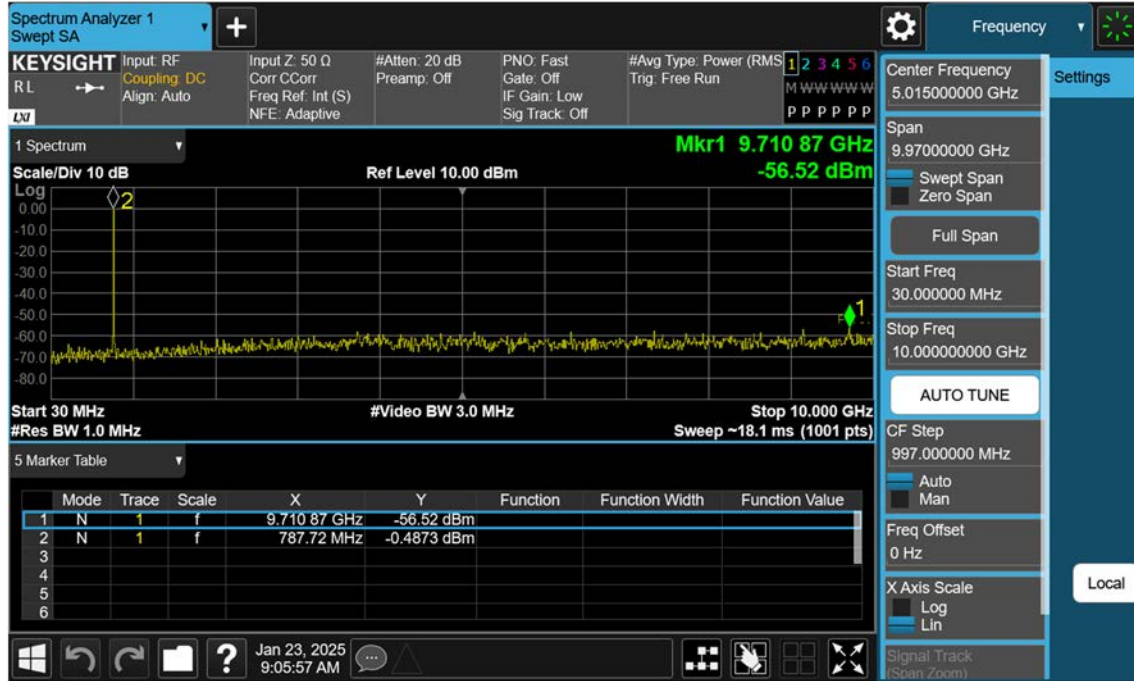 Spectrum Analyzer 1
Swept SA
Frequency
KEYSIGHT
RL
LXI
Input: RF
Coupling: DC
Align: Auto
Input Z: 50 Ω
Corr CCorr
Freq Ref: Int (S)
NFE: Adaptive
#Atten: 20 dB
Preamp: Off
PNO: Fast
Gate: Off
IF Gain: Low
Sig Track: Off
#Avg Type: Power (RMS
Trig: Free Run
1 2 3 4 5 6
M W W W W W
P P P P P P
1 Spectrum
Scale/Div 10 dB
Ref Level 10.00 dBm
Mkr1 9.710 87 GHz
-56.52 dBm
Log
0.00
-10.0
-20.0
-30.0
-40.0
-50.0
-60.0
-70.0
-80.0
2
1
Start 30 MHz
#Video BW 3.0 MHz
Stop 10.000 GHz
#Res BW 1.0 MHz
Sweep ~18.1 ms (1001 pts)
5 Marker Table
Mode Trace Scale X Y Function Function Width Function Value
1 N 1 f 9.710 87 GHz -56.52 dBm
2 N 1 f 787.72 MHz -0.4873 dBm
3
4
5
6
?
Jan 23, 2025
9:05:57 AM
Center Frequency
5.015000000 GHz
Span
9.97000000 GHz
Swept Span
Zero Span
Full Span
Start Freq
30.000000 MHz
Stop Freq
10.000000000 GHz
AUTO TUNE
CF Step
997.000000 MHz
Auto
Man
Freq Offset
0 Hz
X Axis Scale
Log
Lin
Signal Track
(Span Zoom)
Settings
Local